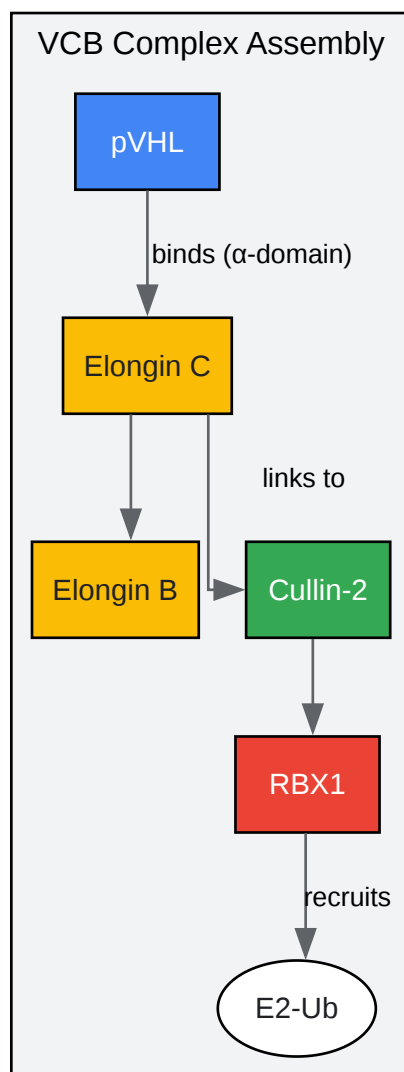 VCB Complex Assembly
pVHL
binds (α-domain)
Elongin C
links to
Elongin B
Cullin-2
RBX1
recruits
E2-Ub